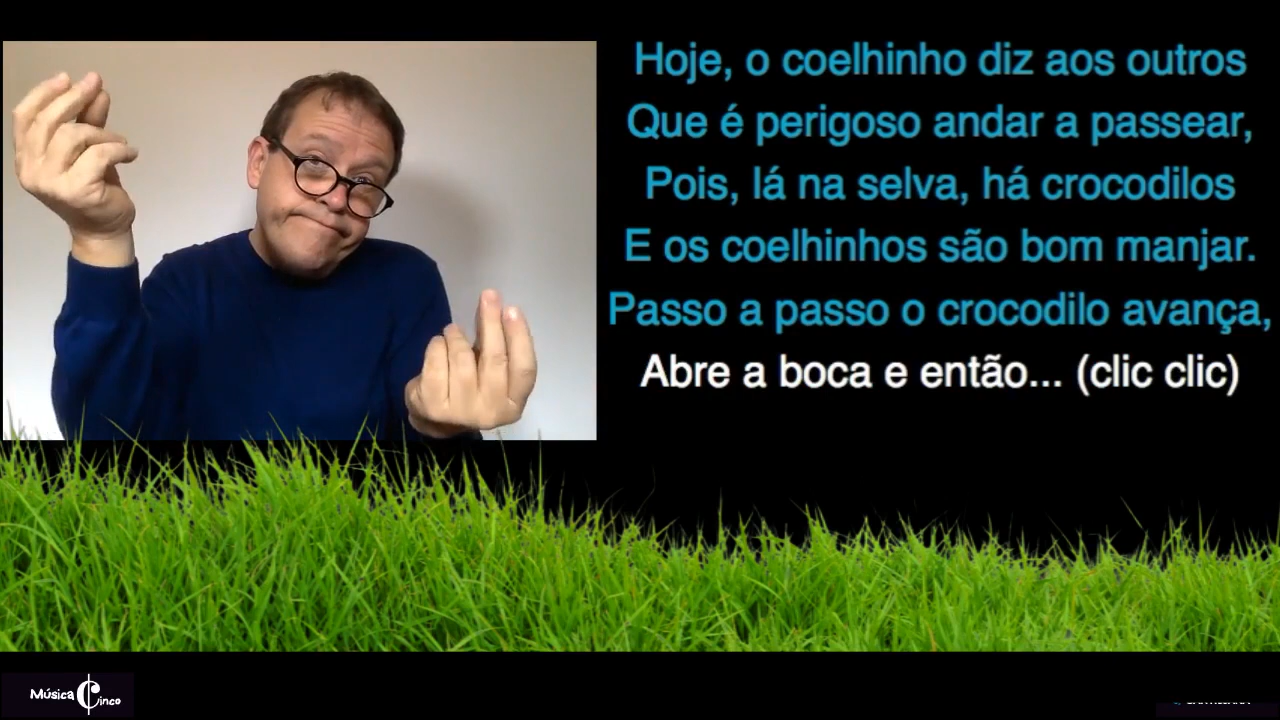 Hoje, o coelhinho diz aos outros
Que é perigoso andar a passear,
Pois, lá na selva, há crocodilos
E os coelhinhos são bom manjar.
Passo a passo o crocodilo avança,
Abre a boca e então... (clic clic)
Música Cinco